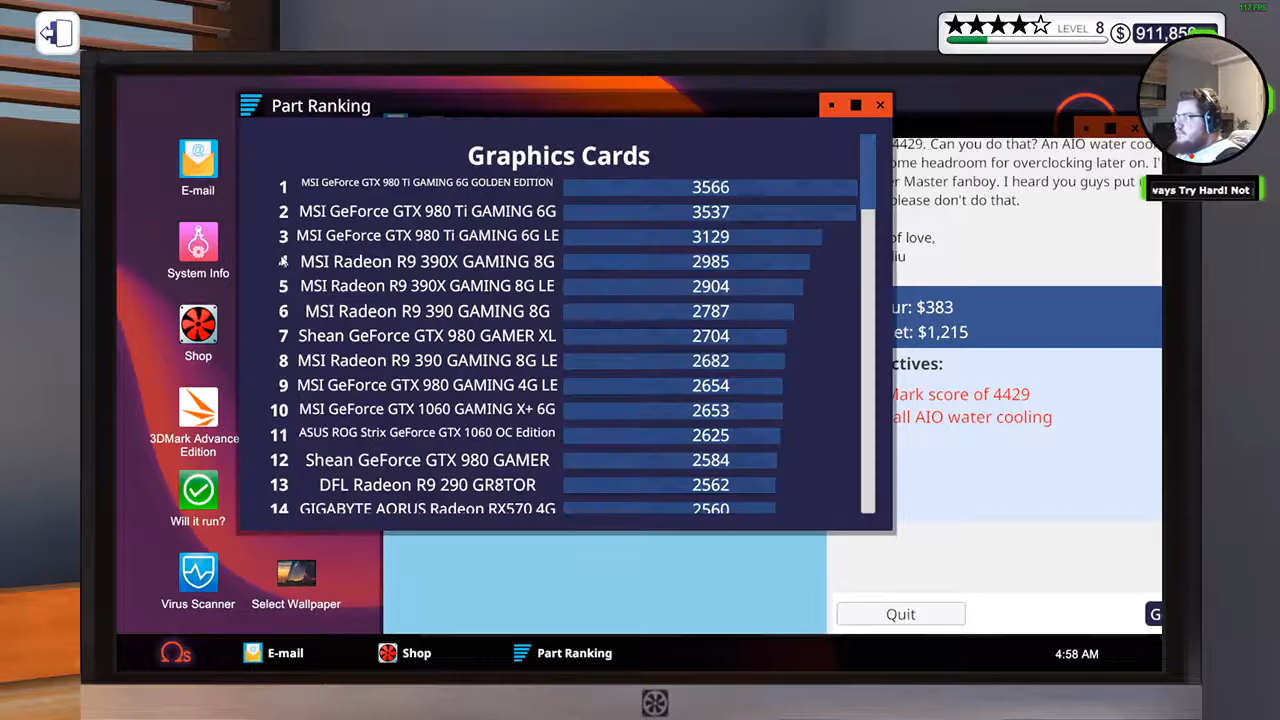 117 FPS
LEVEL 8
$ 911,850
Part Ranking
Graphics Cards
1 MSI GeForce GTX 980 Ti GAMING 6G GOLDEN EDITION 3566
2 MSI GeForce GTX 980 Ti GAMING 6G 3537
3 MSI GeForce GTX 980 Ti GAMING 6G LE 3129
MSI Radeon R9 390X GAMING 8G 2985
5 MSI Radeon R9 390X GAMING 8G LE 2904
6 MSI Radeon R9 390 GAMING 8G 2787
7 Shean GeForce GTX 980 GAMER XL 2704
8 MSI Radeon R9 390 GAMING 8G LE 2682
9 MSI GeForce GTX 980 GAMING 4G LE 2654
10 MSI GeForce GTX 1060 GAMING X+ 6G 2653
11 ASUS ROG Strix GeForce GTX 1060 OC Edition 2625
12 Shean GeForce GTX 980 GAMER 2584
13 DFL Radeon R9 290 GR8TOR 2562
14 GIGABYTE AORUS Radeon RX570 4G 2560
4429. Can you do that? An AIO water coo
ome headroom for overclocking later on. I'
er Master fanboy. I heard you guys put
please don't do that.
of love,
iu
ur: $383
et: $1,215
ctives:
Mark score of 4429
all AIO water cooling
Quit
G
ways Try Hard! Not
E-mail
System Info
Shop
3DMark Advance
Edition
Will it run?
Virus Scanner
Select Wallpaper
Ωs
E-mail
Shop
Part Ranking
4:58 AM